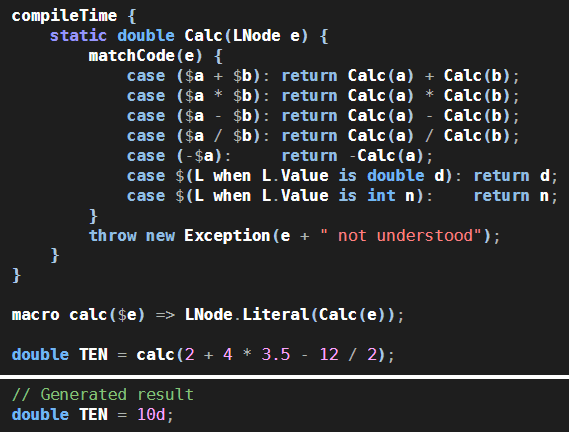 compileTime {
    static double Calc(LNode e) {
        matchCode(e) {
            case ($a + $b): return Calc(a) + Calc(b);
            case ($a * $b): return Calc(a) * Calc(b);
            case ($a - $b): return Calc(a) - Calc(b);
            case ($a / $b): return Calc(a) / Calc(b);
            case (-$a):     return -Calc(a);
            case $(L when L.Value is double d): return d;
            case $(L when L.Value is int n):    return n;
        }
        throw new Exception(e + " not understood");
    }
}
macro calc($e) => LNode.Literal(Calc(e));
double TEN = calc(2 + 4 * 3.5 - 12 / 2);
// Generated result
double TEN = 10d;